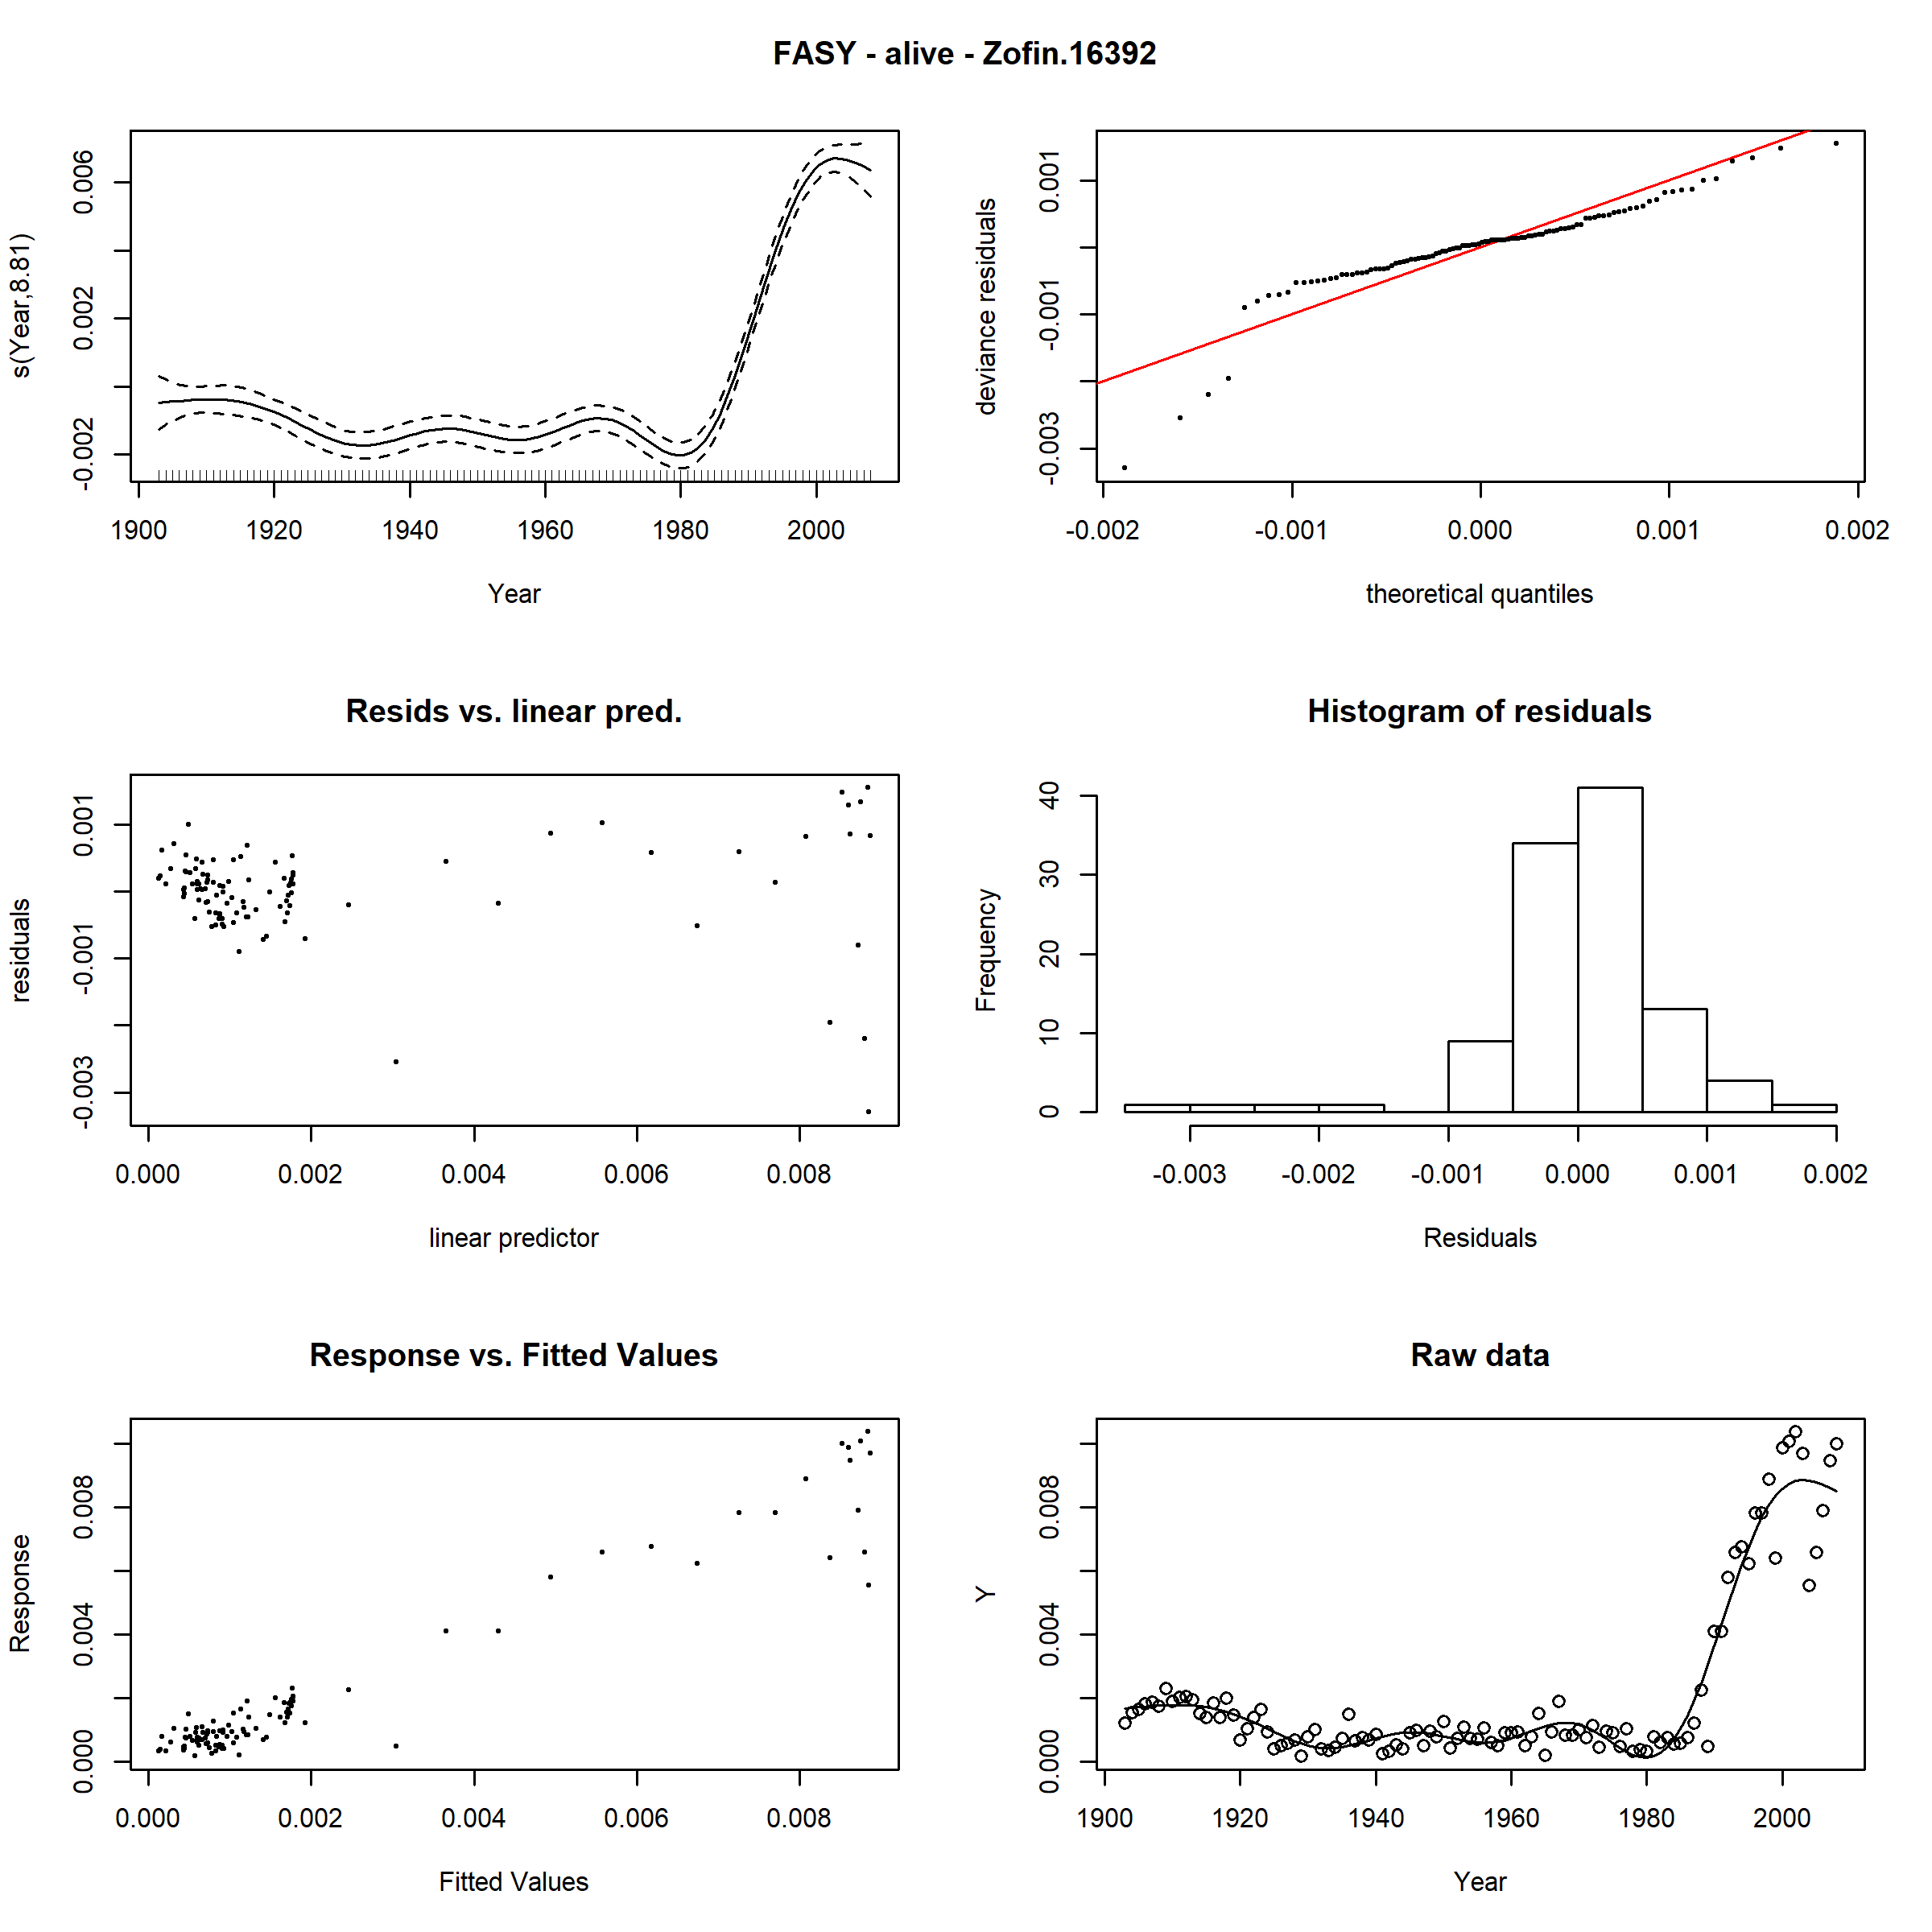 FASY - alive - Zofin.16392
s(Year,8.81)
0.006
0.002
-0.002
1900 1920 1940 1960 1980 2000
Year
deviance residuals
0.001
-0.001
-0.003
-0.002 -0.001 0.000 0.001 0.002
theoretical quantiles
Resids vs. linear pred.
residuals
0.001
-0.001
-0.003
0.000 0.002 0.004 0.006 0.008
linear predictor
Histogram of residuals
Frequency
40
30
20
10
0
-0.003 -0.002 -0.001 0.000 0.001 0.002
Residuals
Response vs. Fitted Values
Response
0.008
0.004
0.000
0.000 0.002 0.004 0.006 0.008
Fitted Values
Raw data
Y
0.008
0.004
0.000
1900 1920 1940 1960 1980 2000
Year